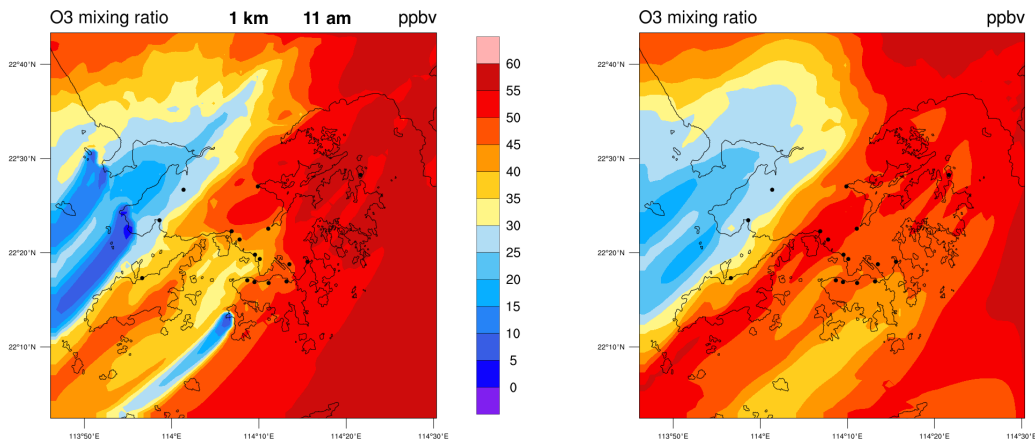 O3 mixing ratio 1 km 11 am ppbv
O3 mixing ratio ppbv
22°40'N
22°30'N
22°20'N
22°10'N
113°50'E 114°E 114°10'E 114°20'E 114°30'E
60
55
50
45
40
35
30
25
20
15
10
5
0
22°40'N
22°30'N
22°20'N
22°10'N
113°50'E 114°E 114°10'E 114°20'E 114°30'E